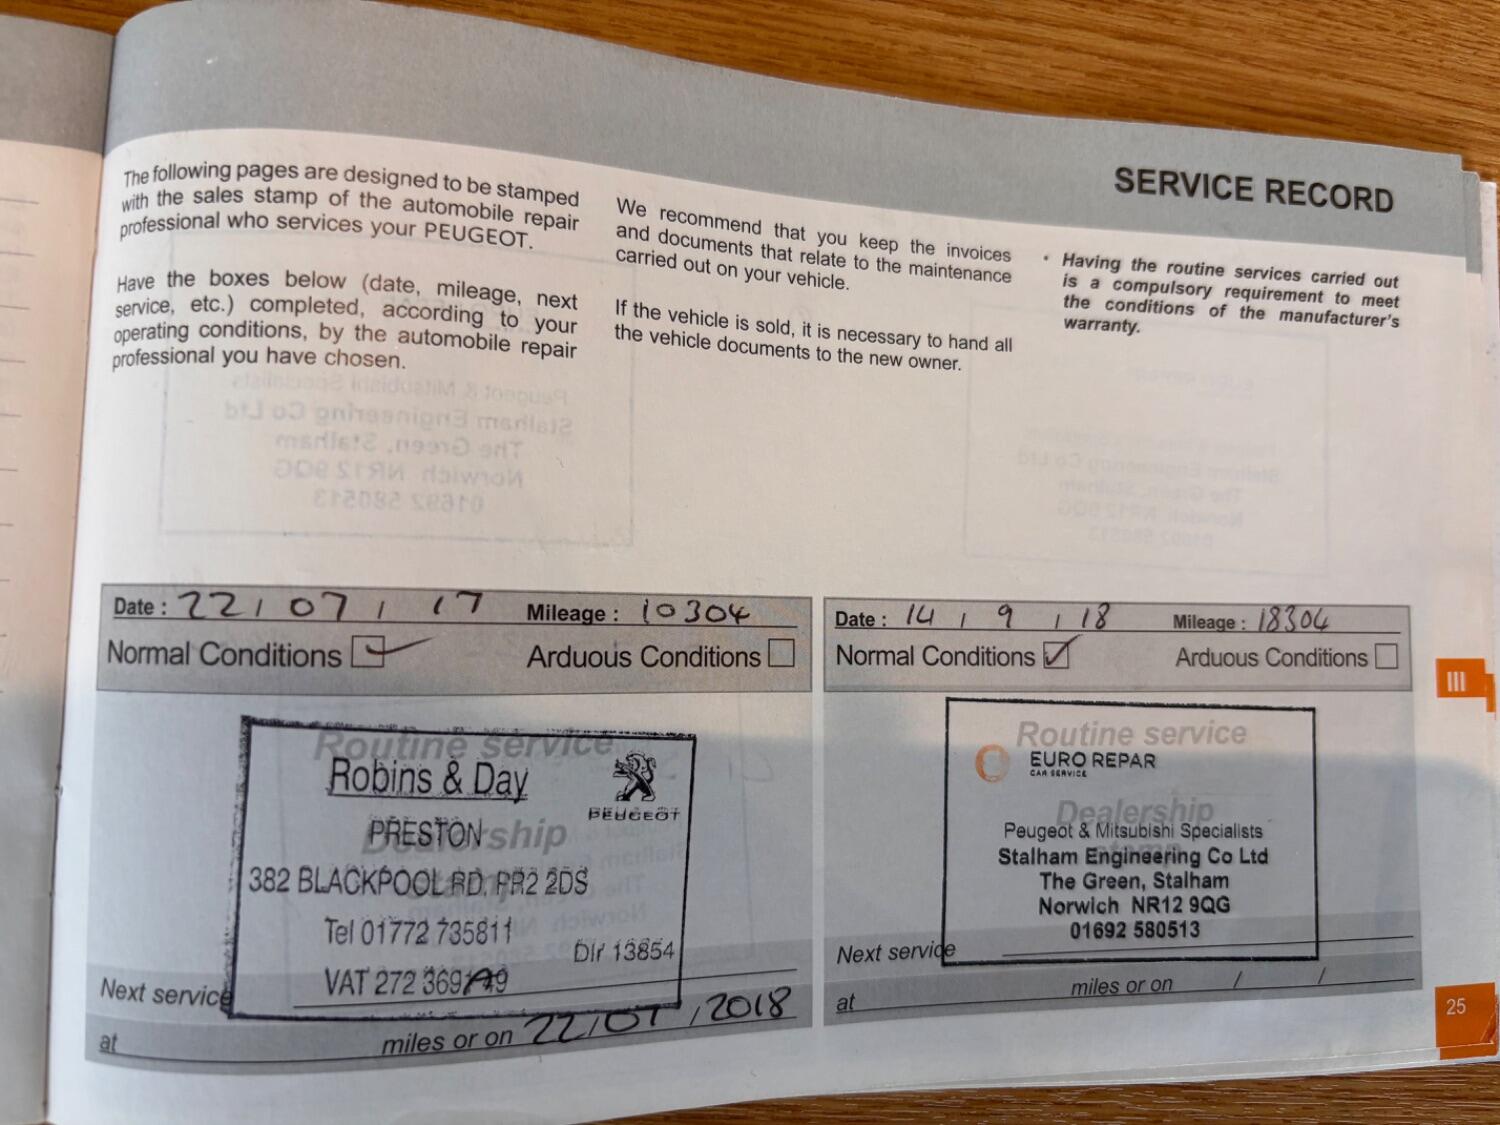 SERVICE RECORD
The following pages are designed to be stamped
with the sales stamp of the automobile repair
professional who services your PEUGEOT.
Have the boxes below (date, mileage, next
service, etc.) completed, according to your
operating conditions, by the automobile repair
professional you have chosen.
We recommend that you keep the invoices
and documents that relate to the maintenance
carried out on your vehicle.
If the vehicle is sold, it is necessary to hand all
the vehicle documents to the new owner.
• Having the routine services carried out
is a compulsory requirement to meet
the conditions of the manufacturer's
warranty.
Date : 22 / 07 / 17 Mileage : 10304
Normal Conditions Arduous Conditions
Routine service
Robins & Day
PEUGEOT
PRESTON
Dealership
382 BLACKPOOL RD. PR2 2DS
Tel 01772 735811
Dlr 13854
VAT 272 369
Next service
at miles or on 22 / 07 / 2018
Date : 14 / 9 / 18 Mileage : 18304
Normal Conditions Arduous Conditions
Routine service
EURO REPAR
CAR SERVICE
Dealership
Peugeot & Mitsubishi Specialists
stamp
Stalham Engineering Co Ltd
The Green, Stalham
Norwich NR12 9QG
01692 580513
Next service
at miles or on / /
III
25